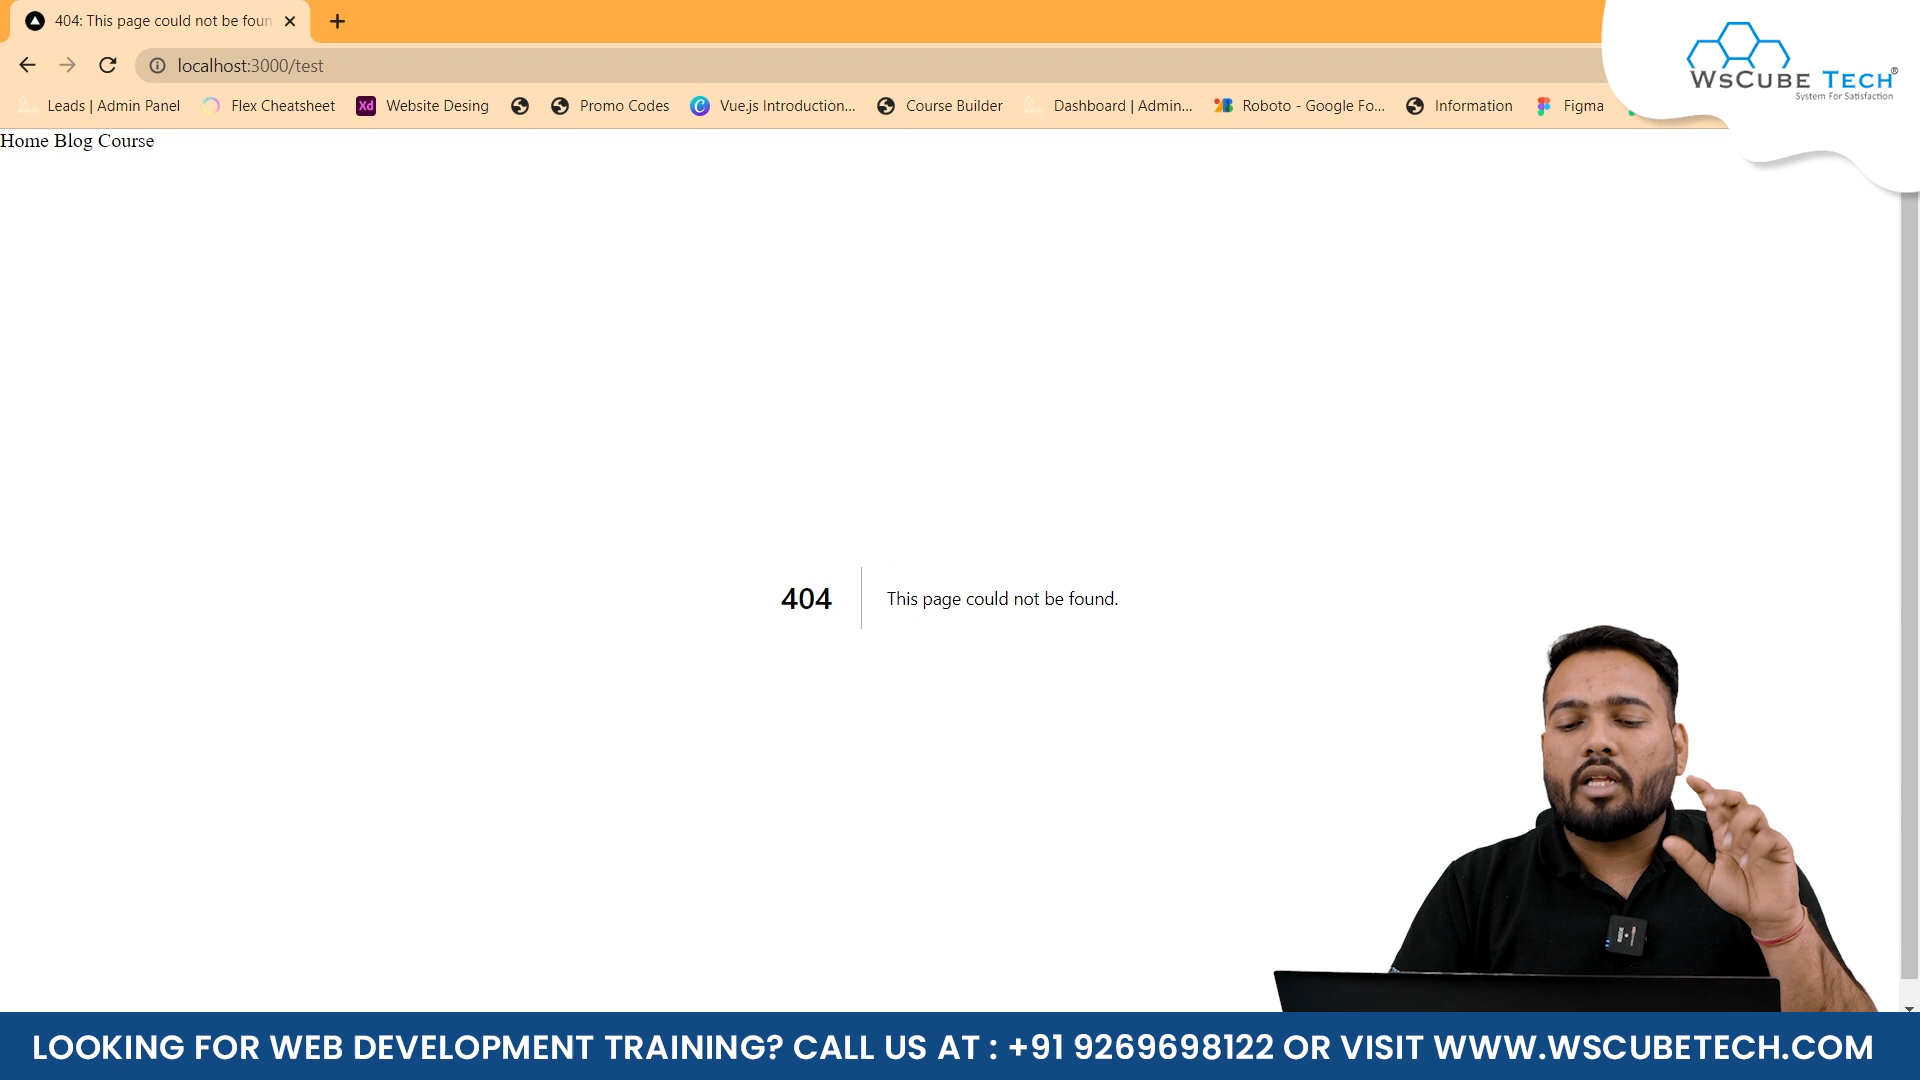 404: This page could not be foun
localhost:3000/test
Leads | Admin Panel
Flex Cheatsheet
Xd
Website Desing
Promo Codes
C
Vue.js Introduction...
Course Builder
Dashboard | Admin...
Roboto - Google Fo...
Information
Figma
WsCube Tech®
System For Satisfaction
Home Blog Course
404
This page could not be found.
LOOKING FOR WEB DEVELOPMENT TRAINING? CALL US AT : +91 9269698122 OR VISIT WWW.WSCUBETECH.COM